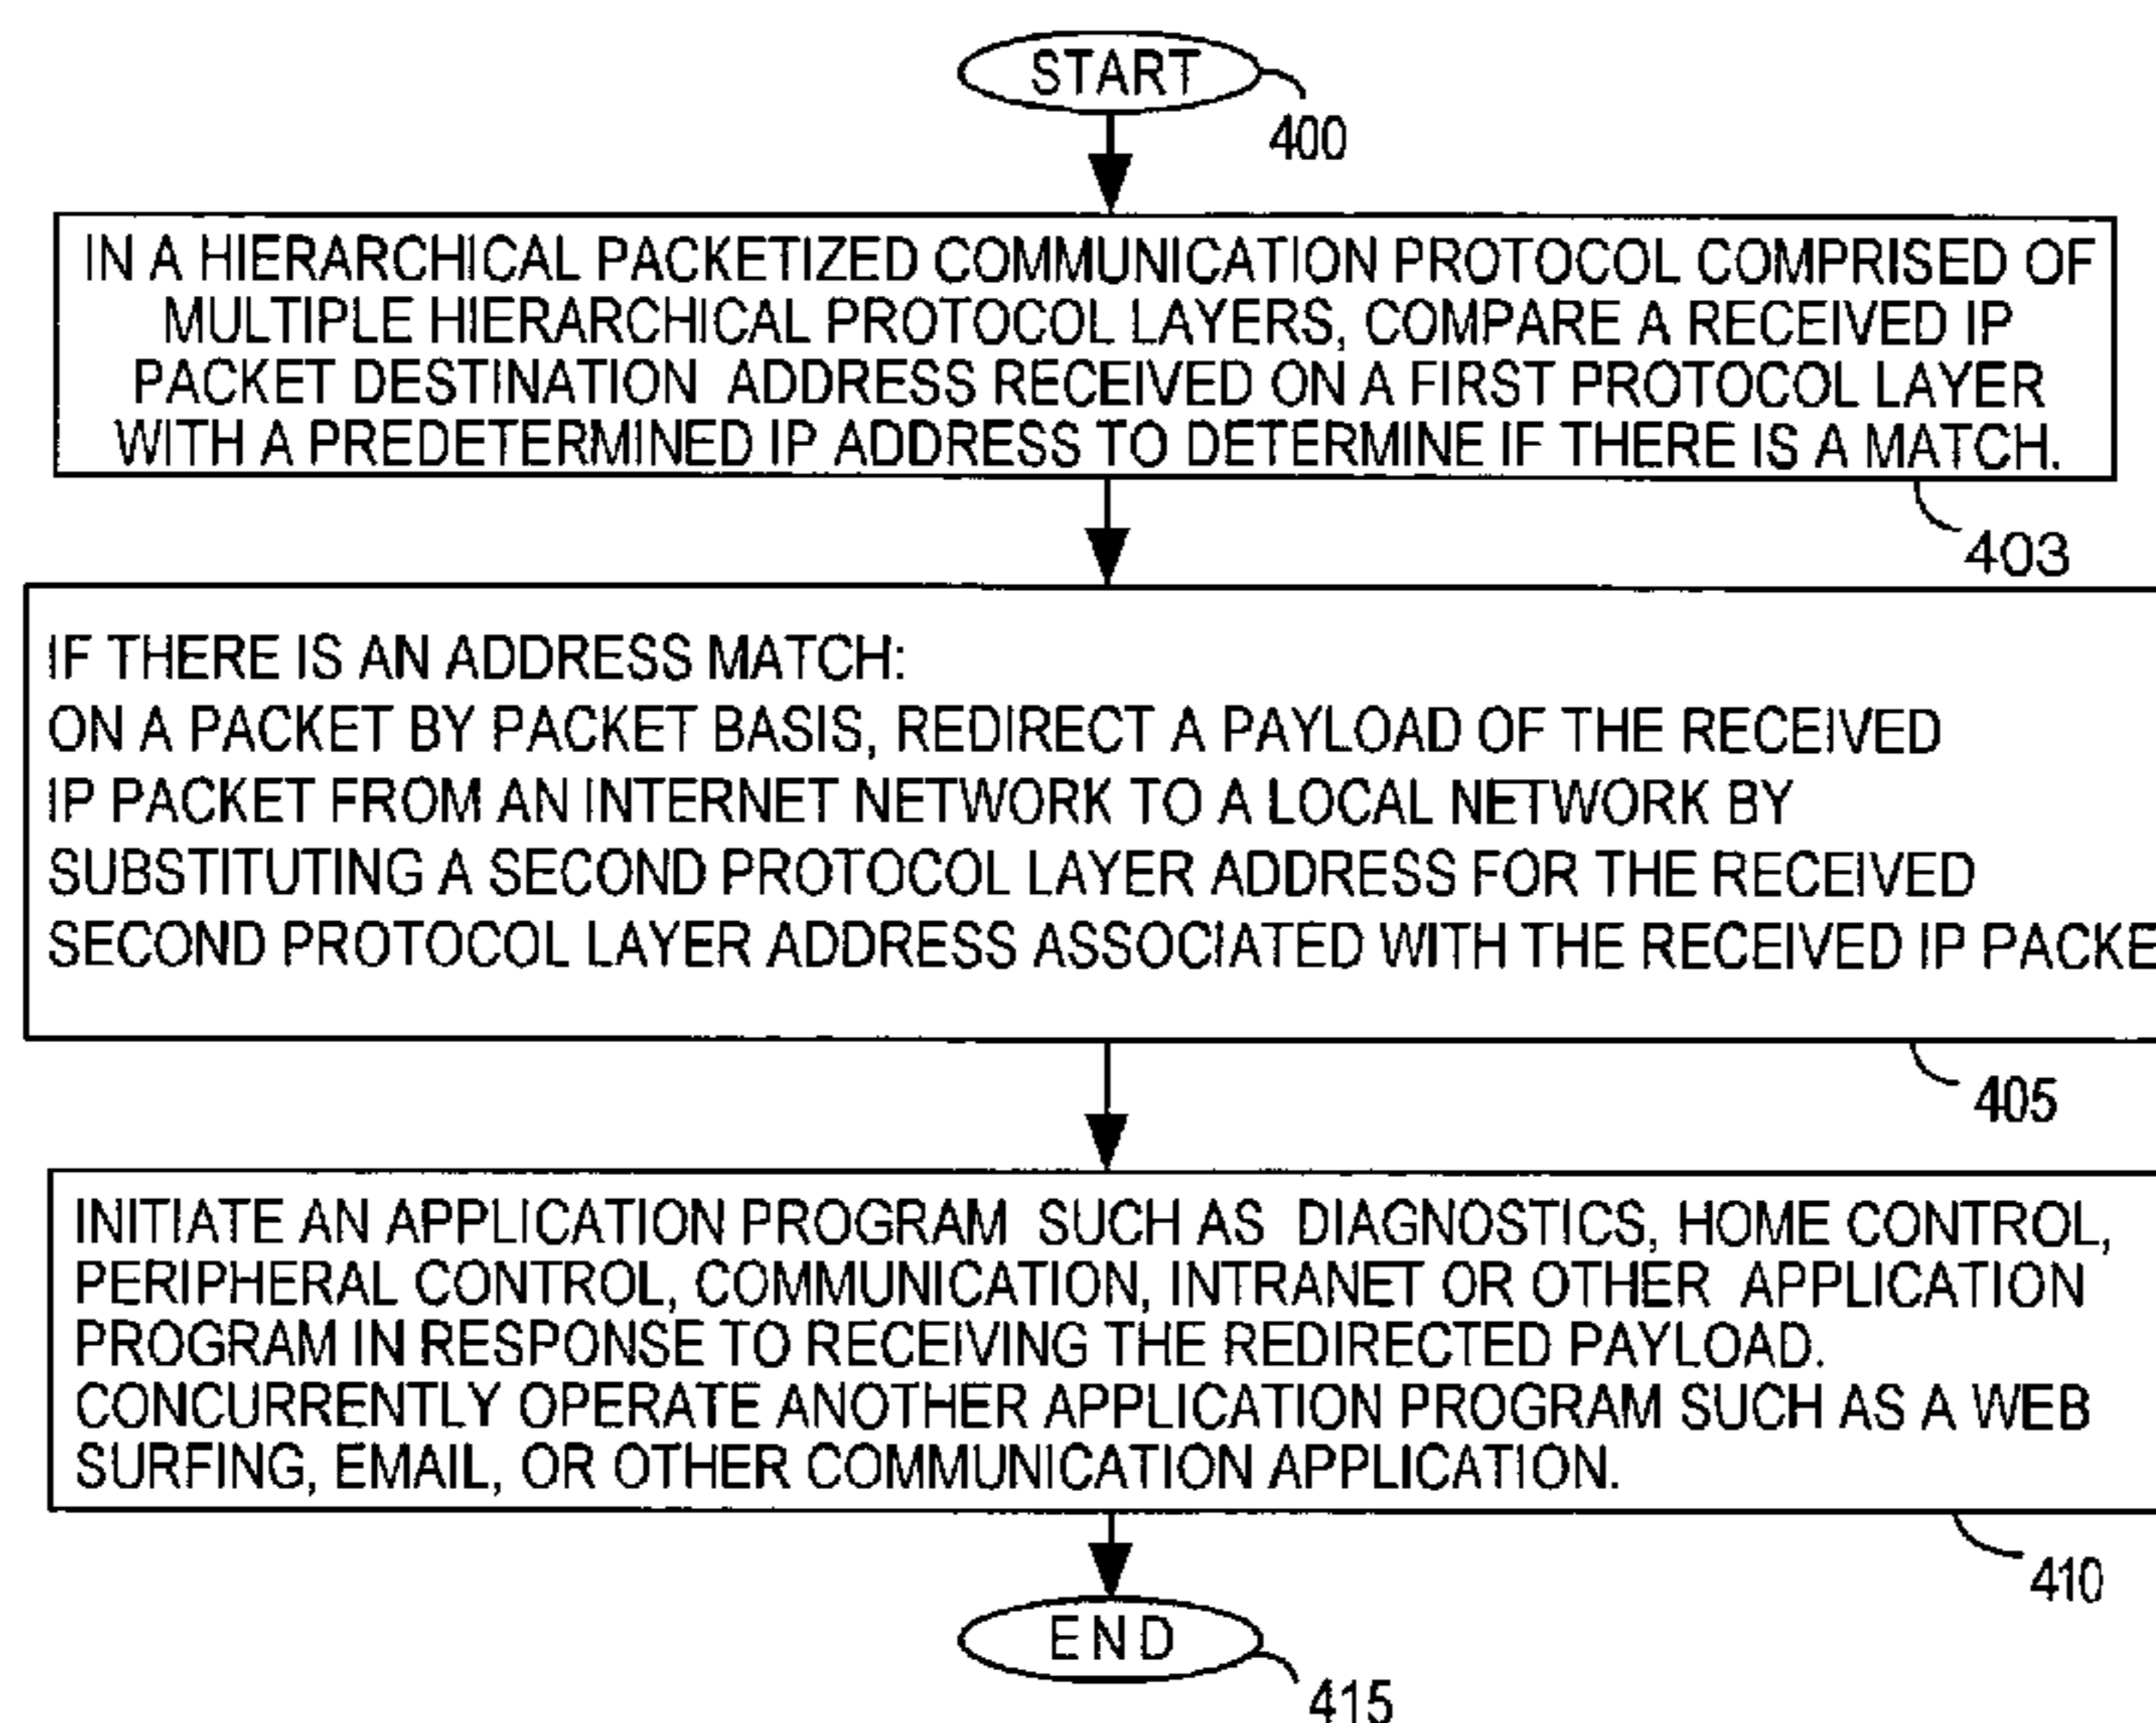 START
400
IN A HIERARCHICAL PACKETIZED COMMUNICATION PROTOCOL COMPRISED OF
MULTIPLE HIERARCHICAL PROTOCOL LAYERS, COMPARE A RECEIVED IP
PACKET DESTINATION ADDRESS RECEIVED ON A FIRST PROTOCOL LAYER
WITH A PREDETERMINED IP ADDRESS TO DETERMINE IF THERE IS A MATCH.
403
IF THERE IS AN ADDRESS MATCH:
ON A PACKET BY PACKET BASIS, REDIRECT A PAYLOAD OF THE RECEIVED
IP PACKET FROM AN INTERNET NETWORK TO A LOCAL NETWORK BY
SUBSTITUTING A SECOND PROTOCOL LAYER ADDRESS FOR THE RECEIVED
SECOND PROTOCOL LAYER ADDRESS ASSOCIATED WITH THE RECEIVED IP PACKE
405
INITIATE AN APPLICATION PROGRAM SUCH AS DIAGNOSTICS, HOME CONTROL,
PERIPHERAL CONTROL, COMMUNICATION, INTRANET OR OTHER APPLICATION
PROGRAM IN RESPONSE TO RECEIVING THE REDIRECTED PAYLOAD.
CONCURRENTLY OPERATE ANOTHER APPLICATION PROGRAM SUCH AS A WEB
SURFING, EMAIL, OR OTHER COMMUNICATION APPLICATION.
410
END
415